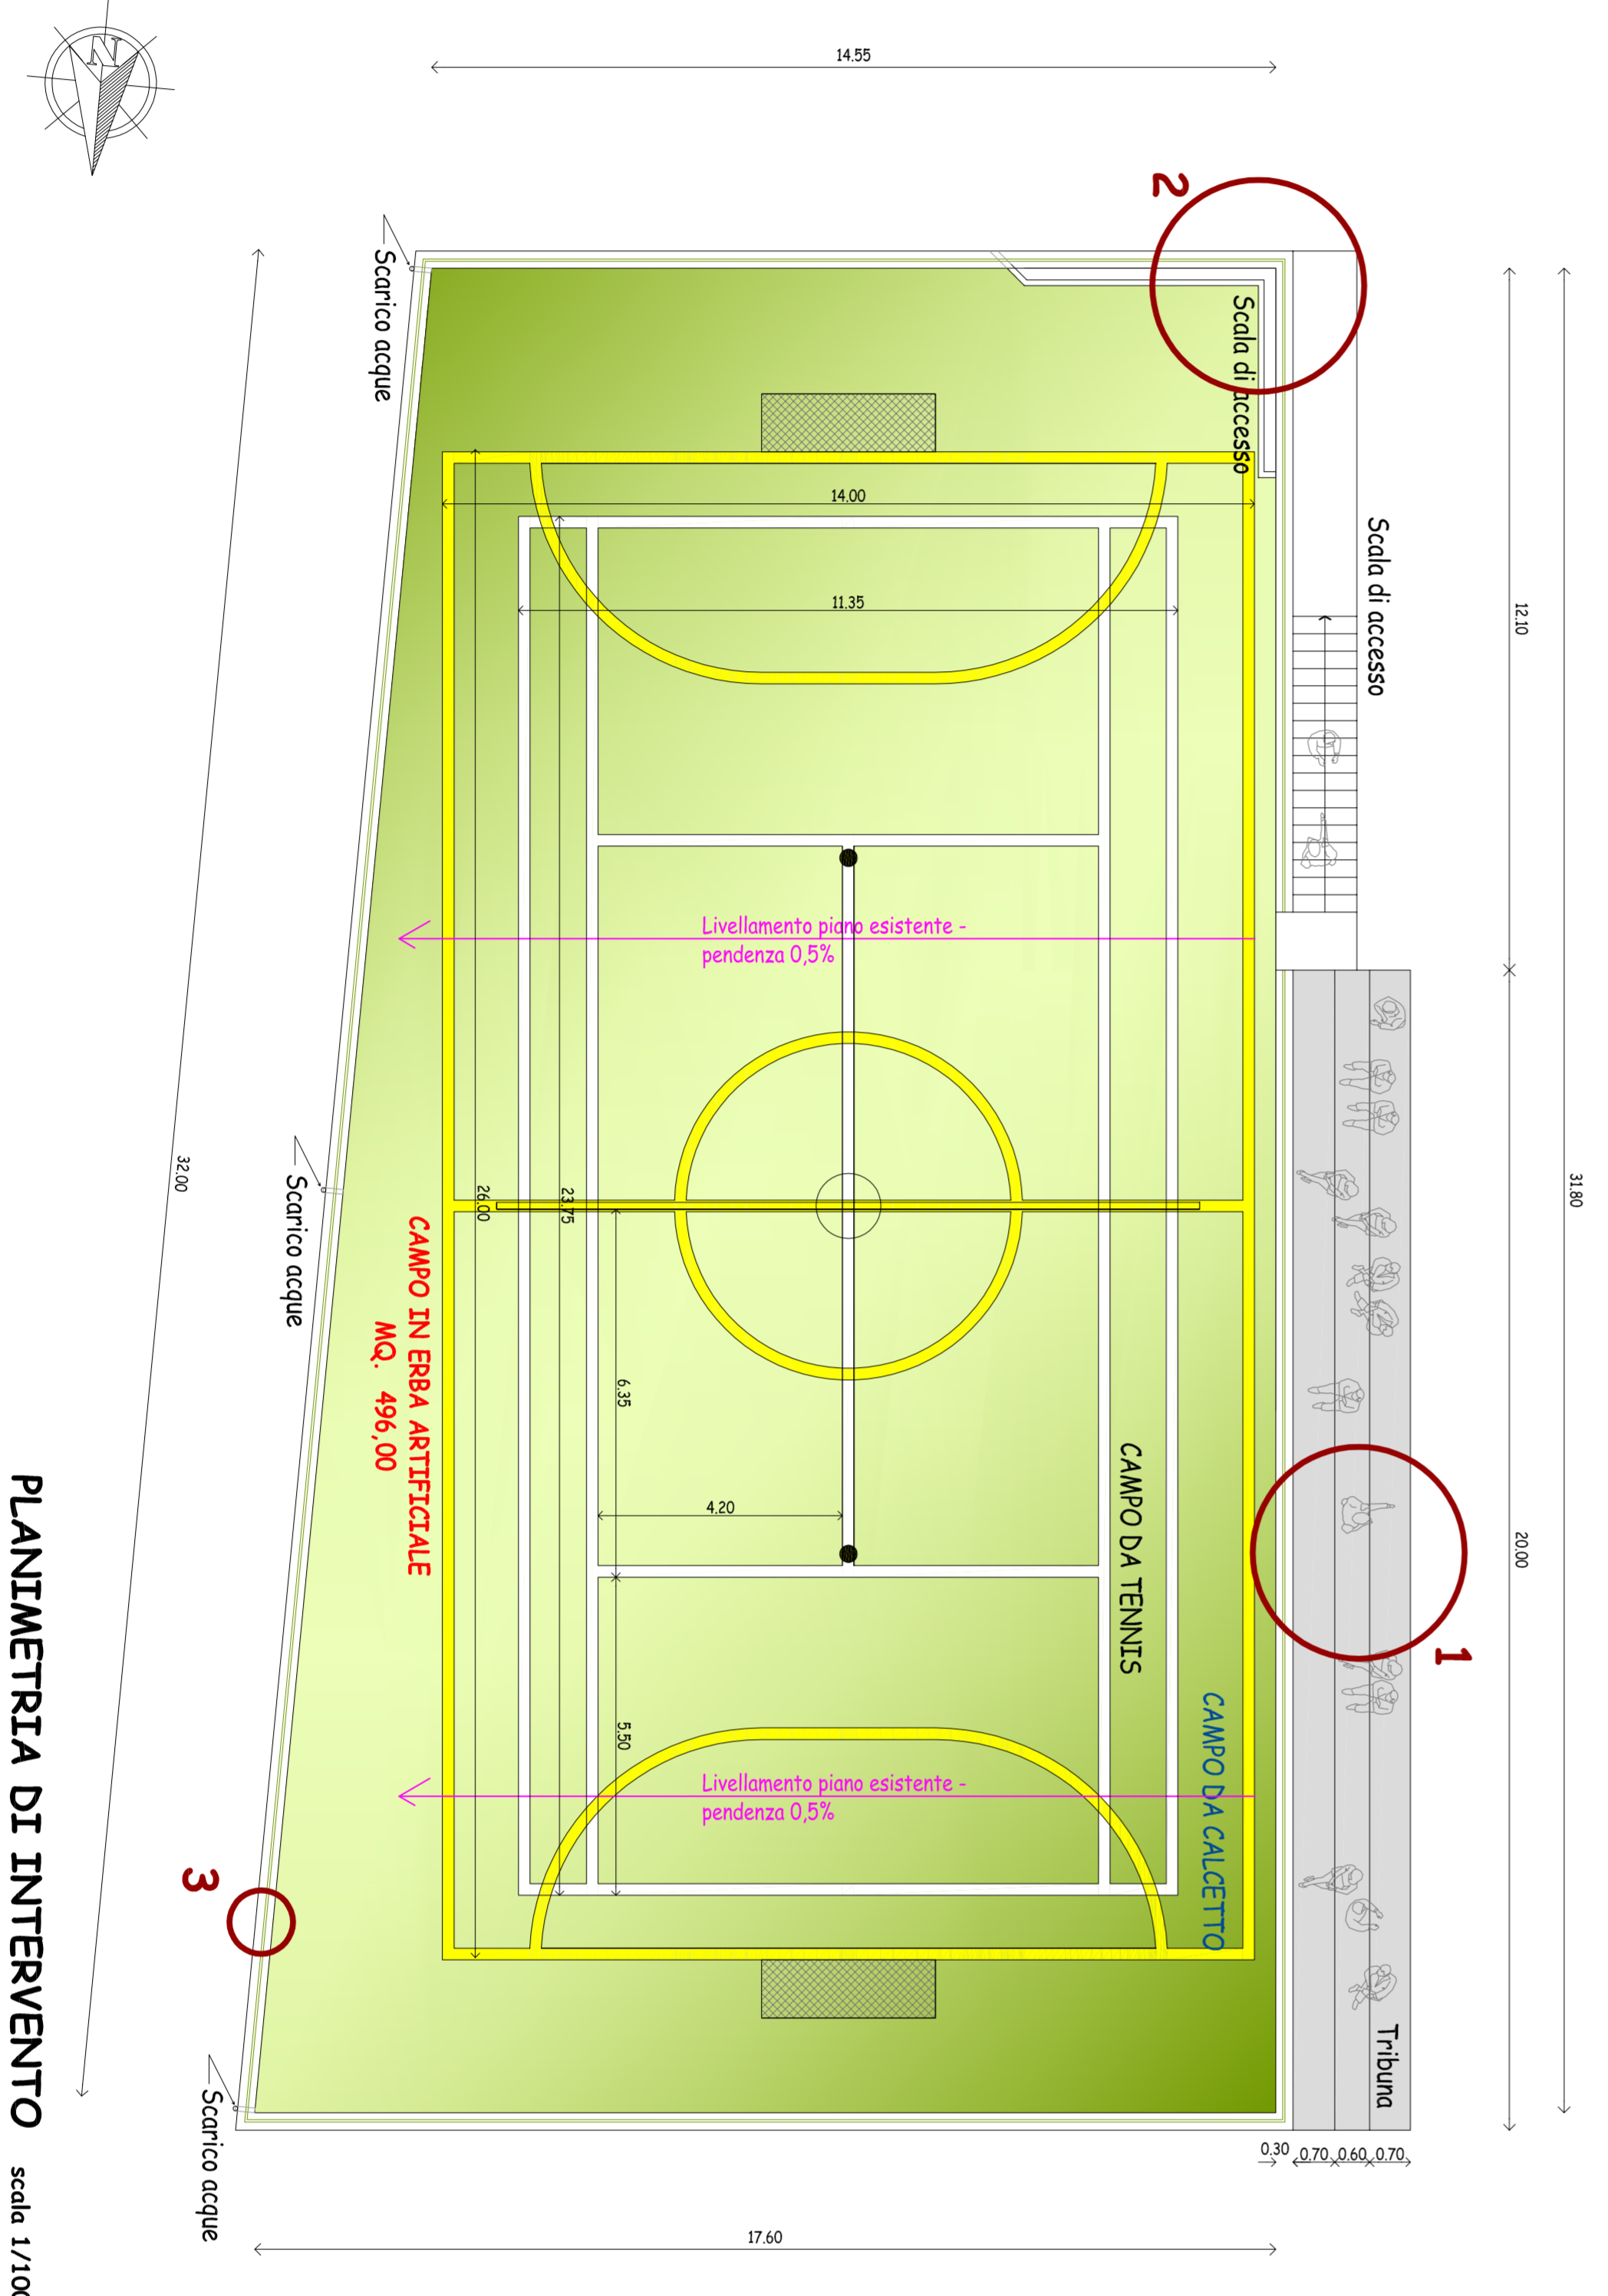 14.55
N
2
Scarico acque
Scala di accesso
Scala di accesso
14.00
11.35
12.10
31.80
20.00
Livellamento piano esistente -
pendenza 0,5%
32.00
Scarico acque
26.00
23.75
6.35
4.20
5.50
CAMPO IN ERBA ARTIFICIALE
MQ. 496,00
CAMPO DA TENNIS
CAMPO DA CALCETTO
1
Livellamento piano esistente -
pendenza 0,5%
3
Tribuna
Scarico acque
0.30
0.70
0.60
0.70
17.60
PLANIMETRIA DI INTERVENTO scala 1/100